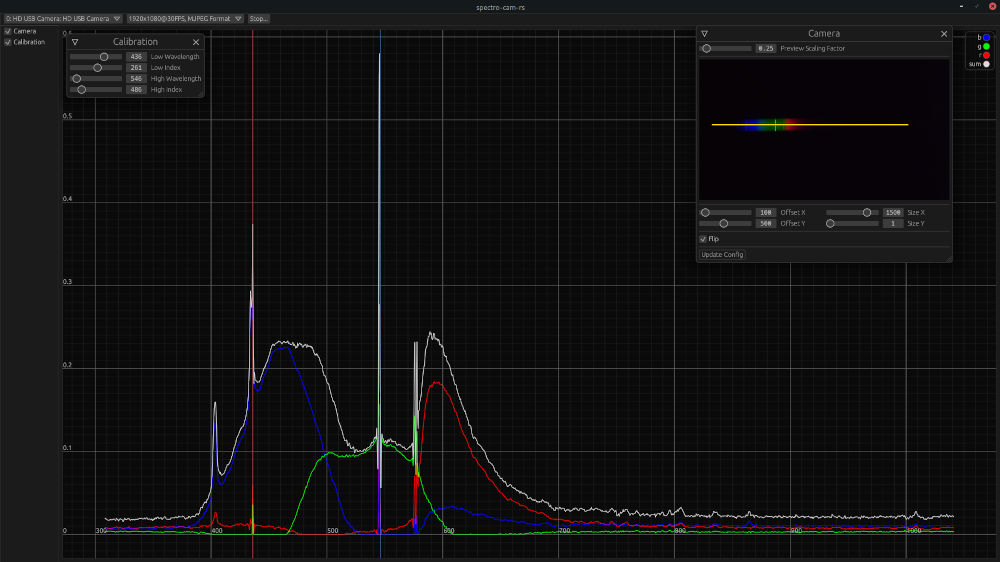 spectro-cam-rs
0: HD USB Camera: HD USB Camera 1920x1080@30FPS, MJPEG Format Stop...
Camera
Calibration
Calibration
436 Low Wavelength
261 Low Index
546 High Wavelength
486 High Index
Camera
0.25 Preview Scaling Factor
100 Offset X 1500 Size X
500 Offset Y 1 Size Y
Flip
Update Config
b
g
r
sum
0.5
0.4
0.3
0.2
0.1
0
300 400 500 600 700 800 900 1000